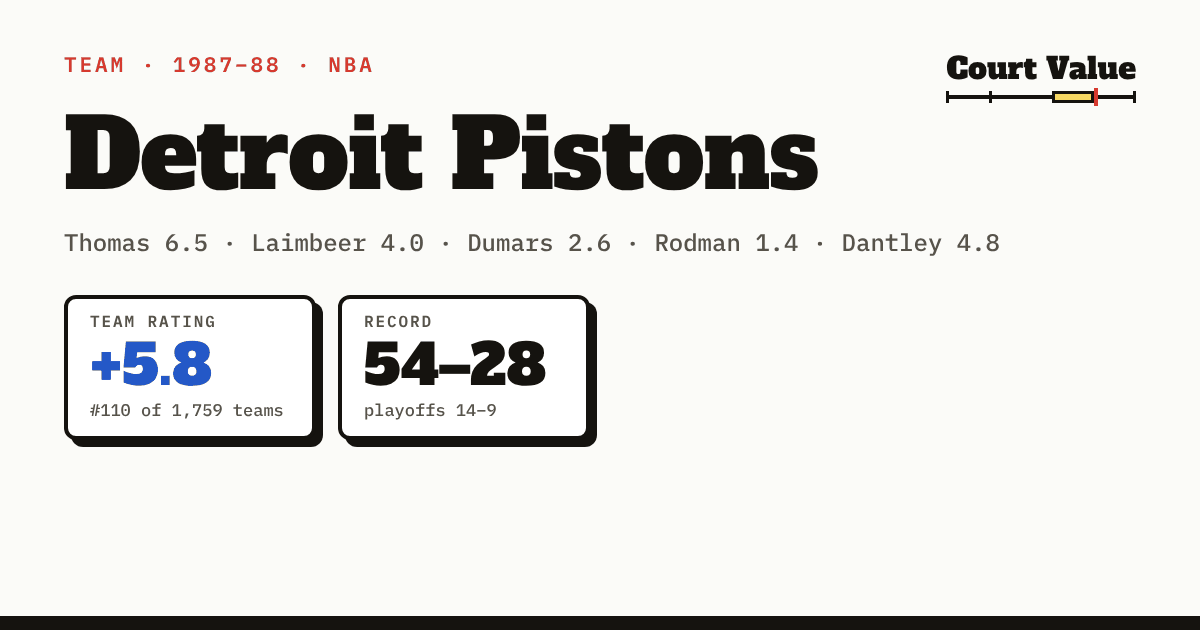 TEAM · 1987–88 · NBA
Court Value
Detroit Pistons
Thomas 6.5 · Laimbeer 4.0 · Dumars 2.6 · Rodman 1.4 · Dantley 4.8
TEAM RATING
+5.8
#110 of 1,759 teams
RECORD
54–28
playoffs 14–9